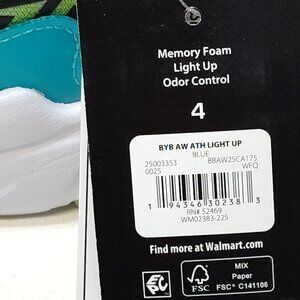 Memory Foam
Light Up
Odor Control
4
BYB AW ATH LIGHT UP
BLUE
25003353 BBAW25CA175
0025 WFQ
1 94346 30238 3
RN# 52469
WM02383-225
Find more at Walmart.com.
FSC
MIX
Paper
FSC® C141106